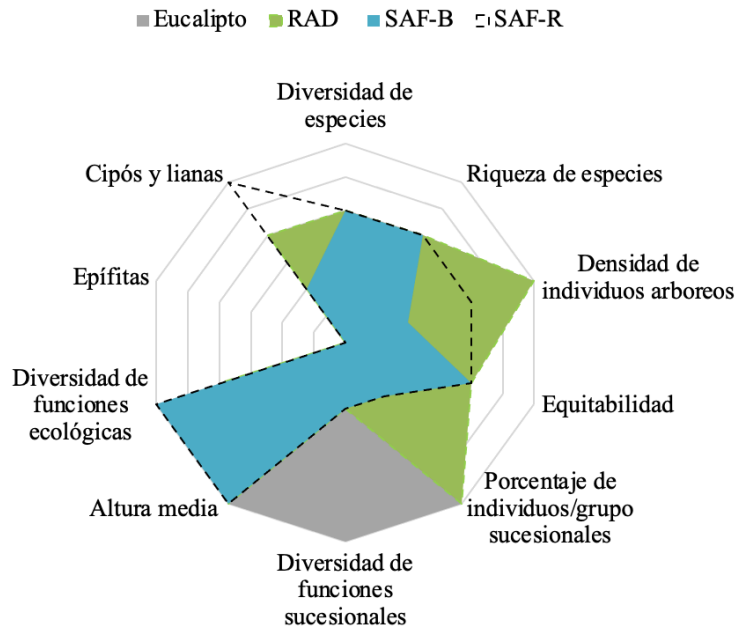 Eucalipto RAD SAF-B SAF-R
Diversidad de
especies
Cipós y lianas
Riqueza de especies
Epífitas
Densidad de
individuos arboreos
Diversidad de
funciones
ecológicas
Equitabilidad
Altura media
Porcentaje de
individuos/grupo
sucesionales
Diversidad de
funciones
sucesionales